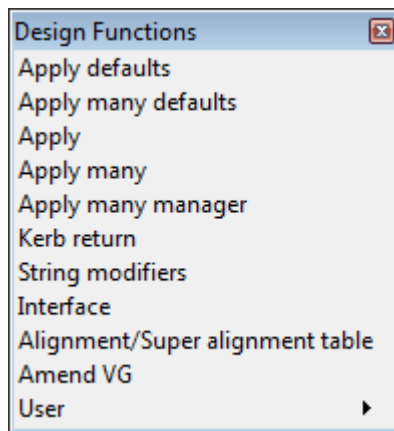 Design Functions
Apply defaults
Apply many defaults
Apply
Apply many
Apply many manager
Kerb return
String modifiers
Interface
Alignment/Super alignment table
Amend VG
User